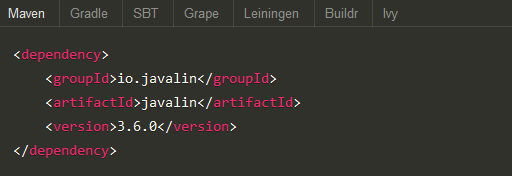 Maven Gradle SBT Grape Leiningen Buildr Ivy
<dependency>
    <groupId>io.javalin</groupId>
    <artifactId>javalin</artifactId>
    <version>3.6.0</version>
</dependency>